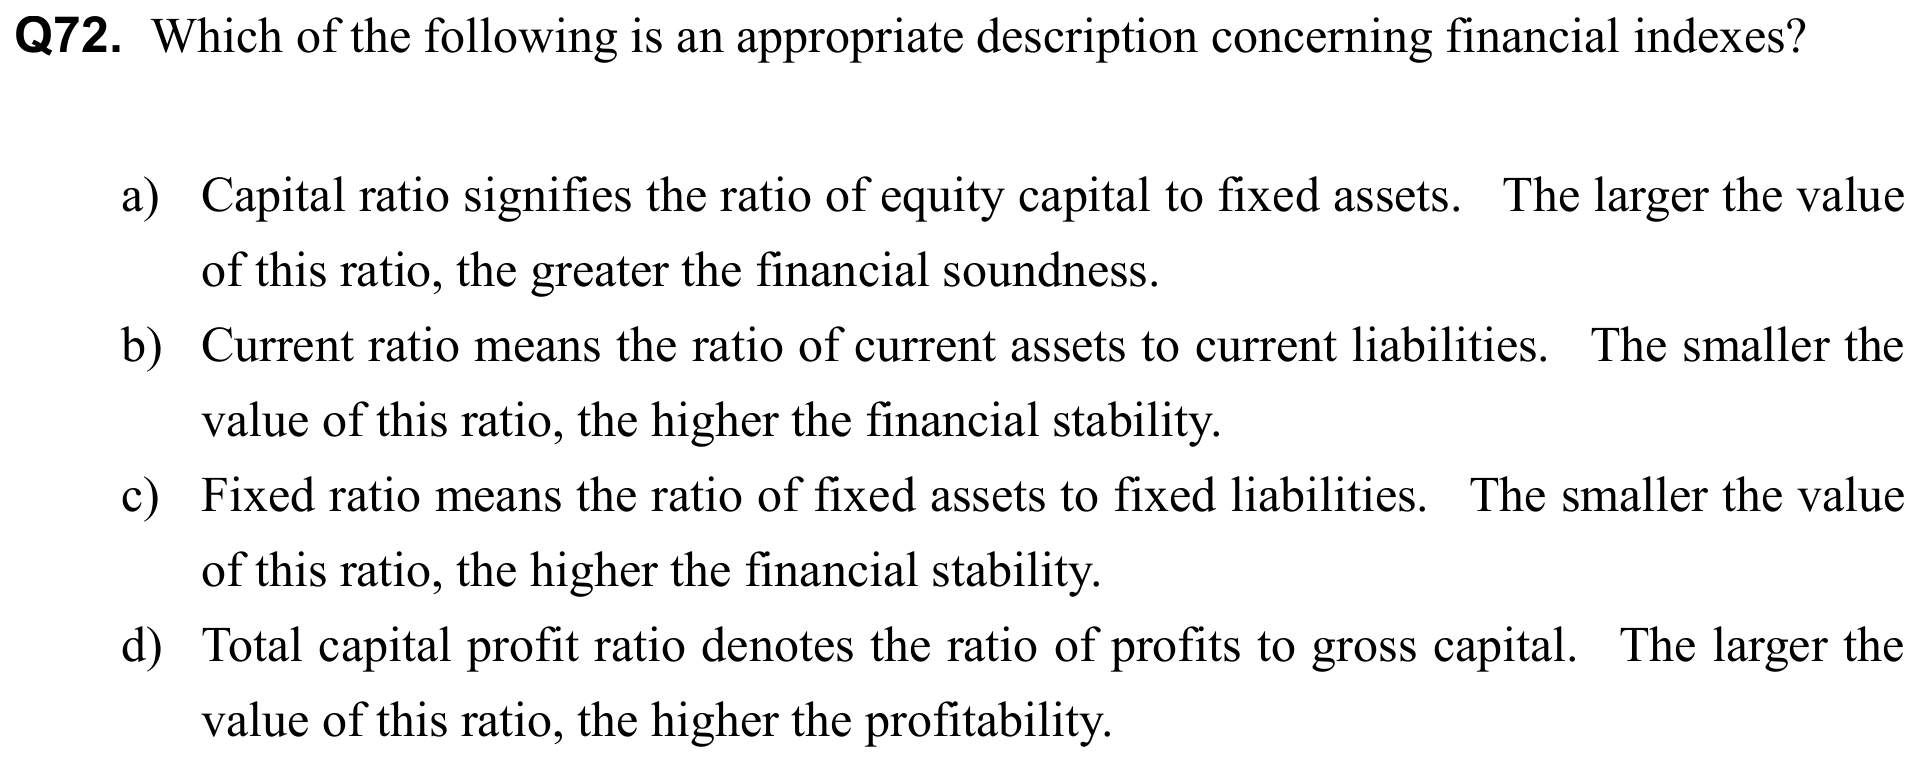 Q72. Which of the following is an appropriate description concerning financial indexes?
a) Capital ratio signifies the ratio of equity capital to fixed assets. The larger the value
of this ratio, the greater the financial soundness.
b) Current ratio means the ratio of current assets to current liabilities. The smaller the
value of this ratio, the higher the financial stability.
c) Fixed ratio means the ratio of fixed assets to fixed liabilities. The smaller the value
of this ratio, the higher the financial stability.
d) Total capital profit ratio denotes the ratio of profits to gross capital. The larger the
value of this ratio, the higher the profitability.